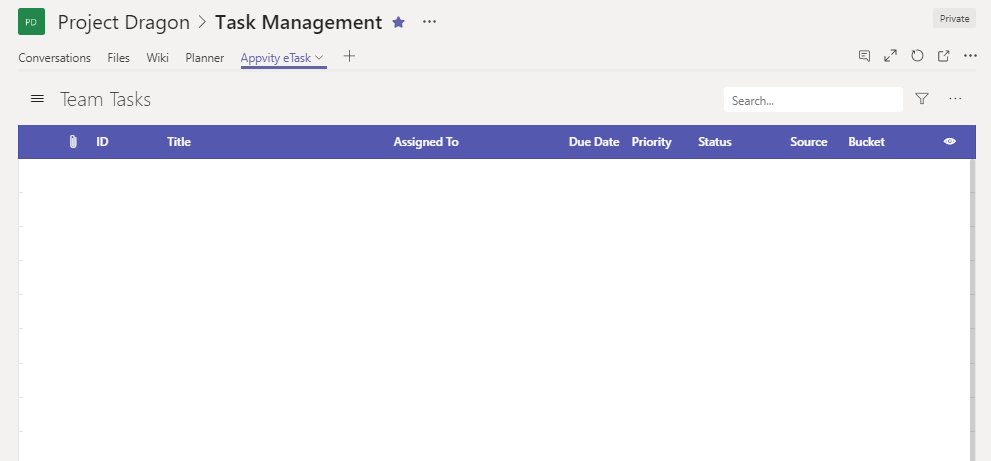 PD Project Dragon > Task Management ...
Private
Conversations Files Wiki Planner Appvity eTask
Team Tasks
Search...
ID Title Assigned To Due Date Priority Status Source Bucket